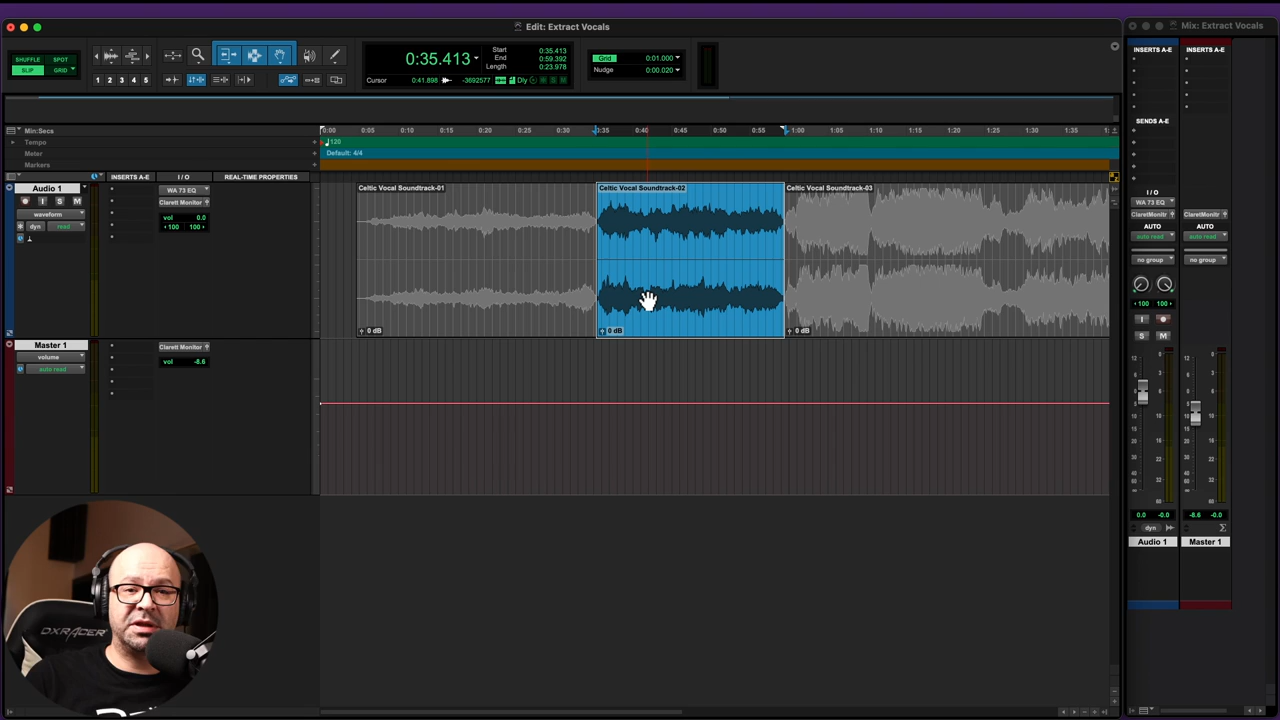 Edit: Extract Vocals
Mix: Extract Vocals
SHUFFLE SPOT
SLIP GRID
1 2 3 4 5
0:35.413
Start 0:35.413
End 0:59.392
Length 0:23.978
Cursor 0:41.898 -3692577 Dly
Grid 0:01.000
Nudge 0:00.020
Min:Secs
0:00 0:05 0:10 0:15 0:20 0:25 0:30 0:35 0:40 0:45 0:50 0:55 1:00 1:05 1:10 1:15 1:20 1:25 1:30 1:35
Tempo
120
Meter
Default: 4/4
Markers
INSERTS A-E I/O REAL-TIME PROPERTIES
Audio 1
I S M
waveform
dyn read
WA 73 EQ
Clarett Monitor
vol 0.0
100 100
Celtic Vocal Soundtrack-01
Celtic Vocal Soundtrack-02
Celtic Vocal Soundtrack-03
0 dB
0 dB
0 dB
Master 1
volume
auto read
Clarett Monitor
vol -8.6
INSERTS A-E INSERTS A-E
SENDS A-E
I/O
WA 73 EQ
ClarettMonitr ClarettMonitr
AUTO AUTO
auto read auto read
no group no group
100 100
I
S M
0.0 -0.0 -8.6 -0.0
dyn
Audio 1 Master 1
DXRACER